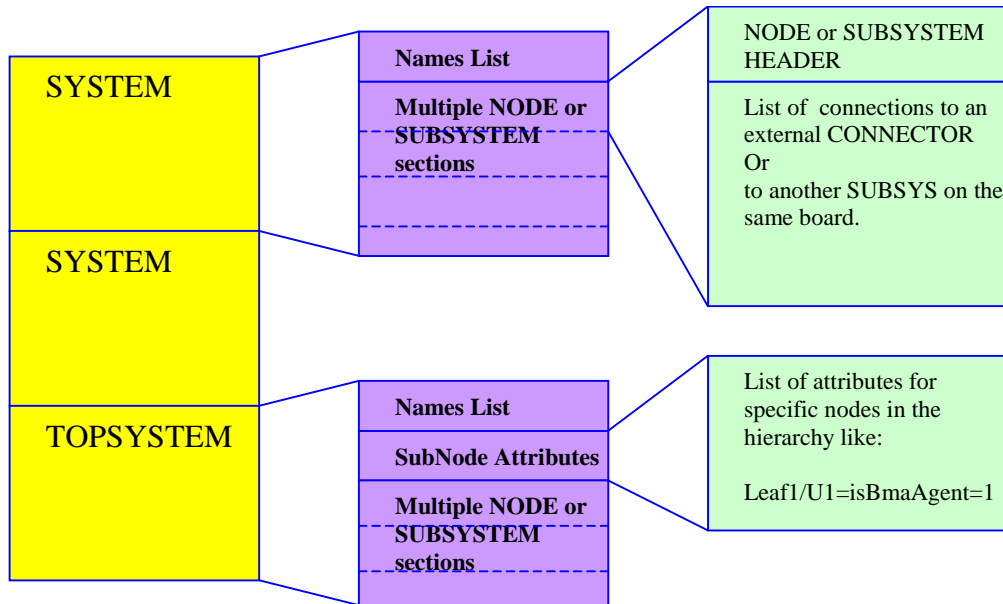 SYSTEM
SYSTEM
TOPSYSTEM
Names List
Multiple NODE or
SUBSYSTEM
sections
NODE or SUBSYSTEM
HEADER
List of connections to an
external CONNECTOR
Or
to another SUBSYS on the
same board.
Names List
SubNode Attributes
Multiple NODE or
SUBSYSTEM
sections
List of attributes for
specific nodes in the
hierarchy like:
Leaf1/U1=isBmaAgent=1